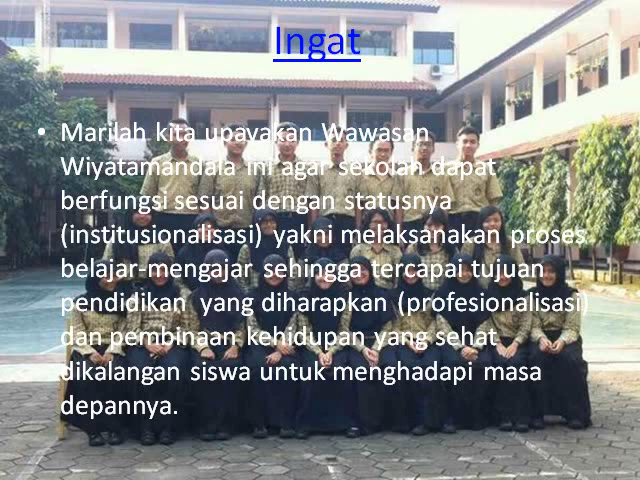 Ingat
• Marilah kita upayakan Wawasan
Wiyatamandala ini agar sekolah dapat
berfungsi sesuai dengan statusnya
(institusionalisasi) yakni melaksanakan proses
belajar-mengajar sehingga tercapai tujuan
pendidikan yang diharapkan (profesionalisasi)
dan pembinaan kehidupan yang sehat
dikalangan siswa untuk menghadapi masa
depannya.